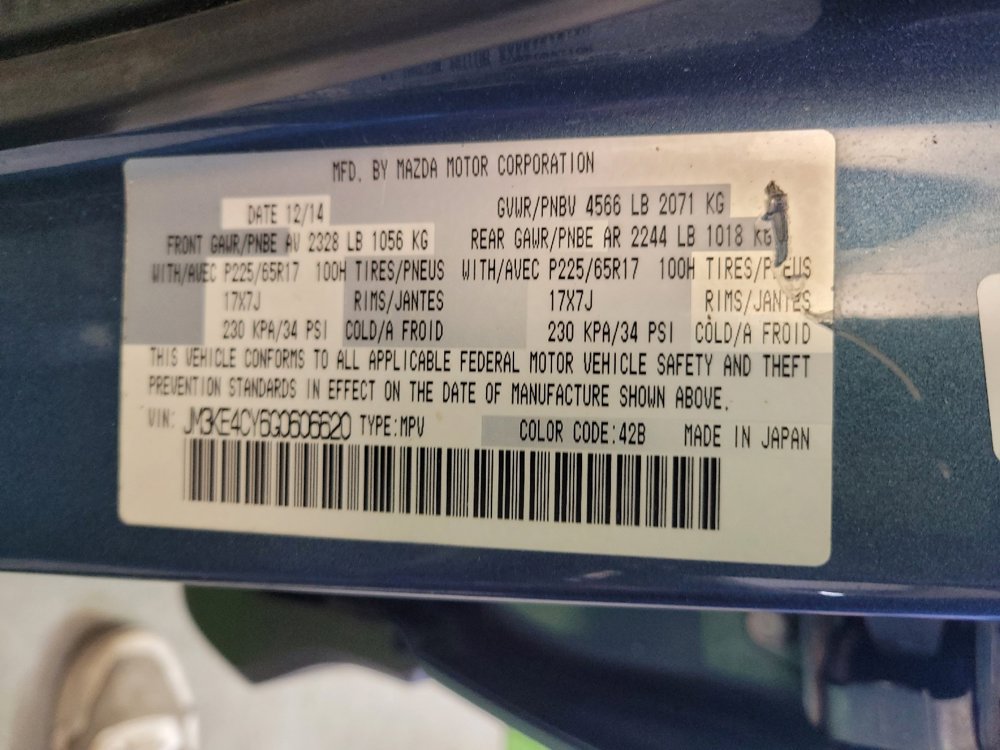 MFD. BY MAZDA MOTOR CORPORATION
DATE 12/14 GVWR/PNBV 4566 LB 2071 KG
FRONT GAWR/PNBE AV 2328 LB 1056 KG REAR GAWR/PNBE AR 2244 LB 1018 KG
WITH/AVEC P225/65R17 100H TIRES/PNEUS WITH/AVEC P225/65R17 100H TIRES/PNEUS
17X7J RIMS/JANTES 17X7J RIMS/JANTES
230 KPA/34 PSI COLD/A FROID 230 KPA/34 PSI COLD/A FROID
THIS VEHICLE CONFORMS TO ALL APPLICABLE FEDERAL MOTOR VEHICLE SAFETY AND THEFT
PREVENTION STANDARDS IN EFFECT ON THE DATE OF MANUFACTURE SHOWN ABOVE.
VIN: JM3KE4CY6G0606620 TYPE:MPV COLOR CODE:42B MADE IN JAPAN